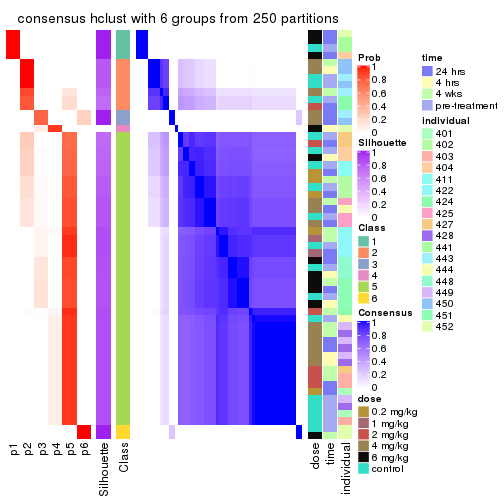 consensus hclust with 6 groups from 250 partitions
Prob
1
0.8
0.6
0.4
0.2
0
Silhouette
1
0.8
0.6
0.4
0.2
0
Class
1
2
3
4
5
6
Consensus
1
0.8
0.6
0.4
0.2
0
dose
0.2 mg/kg
1 mg/kg
2 mg/kg
4 mg/kg
6 mg/kg
control
time
24 hrs
4 hrs
4 wks
pre-treatment
individual
401
402
403
404
411
422
424
425
427
428
441
443
444
448
449
450
451
452
p1
p2
p3
p4
p5
p6
Silhouette
Class
dose
time
individual